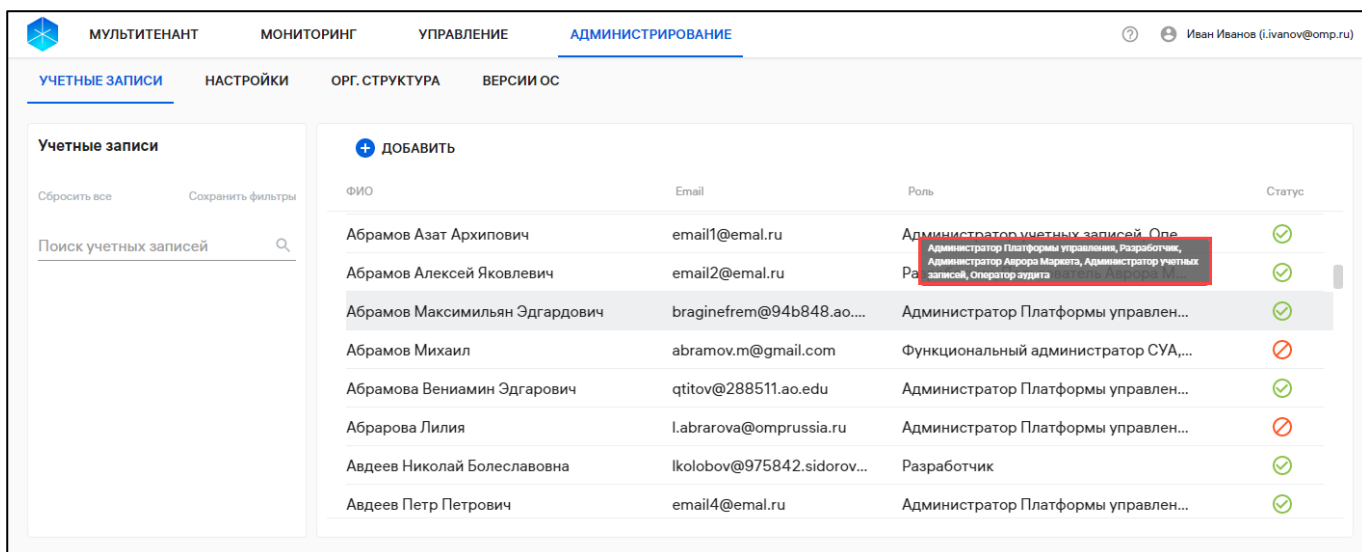 МУЛЬТИТЕНАНТ МОНИТОРИНГ УПРАВЛЕНИЕ АДМИНИСТРИРОВАНИЕ Иван Иванов (i.ivanov@omp.ru)
УЧЕТНЫЕ ЗАПИСИ НАСТРОЙКИ ОРГ. СТРУКТУРА ВЕРСИИ ОС
Учетные записи
Сбросить все Сохранить фильтры
Поиск учетных записей
ДОБАВИТЬ
ФИО Email Роль Статус
Абрамов Азат Архипович email1@emal.ru Администратор учетных записей, Опе...
Администратор Платформы управления, Разработчик,
Администратор Аврора Маркета, Администратор учетных
записей, Оператор аудита
Абрамов Алексей Яковлевич email2@emal.ru
Абрамов Максимильян Эдгардович braginefrem@94b848.ao.... Администратор Платформы управлен...
Абрамов Михаил abramov.m@gmail.com Функциональный администратор СУА,...
Абрамова Вениамин Эдгарович qtitov@288511.ao.edu Администратор Платформы управлен...
Абрарова Лилия l.abrarova@omprussia.ru Администратор Платформы управлен...
Авдеев Николай Болеславовна lkolobov@975842.sidorov... Разработчик
Авдеев Петр Петрович email4@emal.ru Администратор Платформы управлен...